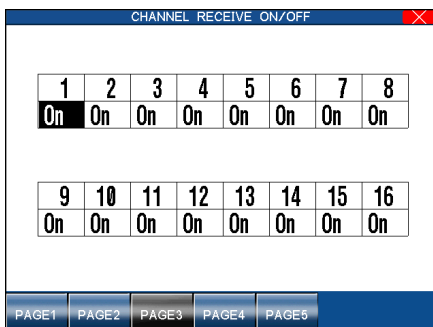 CHANNEL RECEIVE ON/OFF
1 2 3 4 5 6 7 8
On On On On On On On On
9 10 11 12 13 14 15 16
On On On On On On On On
PAGE1 PAGE2 PAGE3 PAGE4 PAGE5